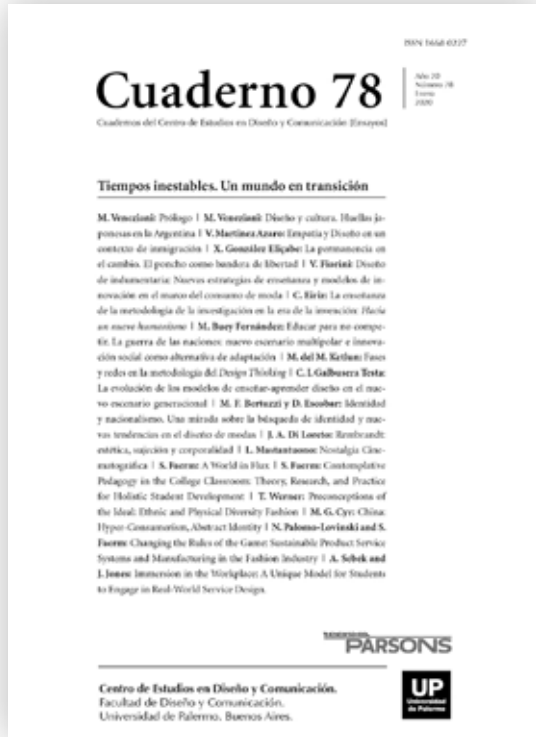 ISSN 1668-0227
Cuaderno 78
Año 20
Número 78
Enero
2020
Cuadernos del Centro de Estudios en Diseño y Comunicación [Ensayos]
Tiempos inestables. Un mundo en transición
M. Veneziani: Prólogo | M. Veneziani: Diseño y cultura. Huellas ja-
ponesas en la Argentina | V. Martínez Azaro: Empatía y Diseño en un
contexto de inmigración | X. González Eliçabe: La permanencia en
el cambio. El poncho como bandera de libertad | V. Fiorini: Diseño
de indumentaria: Nuevas estrategias de enseñanza y modelos de in-
novación en el marco del consumo de moda | C. Eiriz: La enseñanza
de la metodología de la investigación en la era de la invención: Hacia
un nuevo humanismo | M. Buey Fernández: Educar para no compe-
tir. La guerra de las naciones: nuevo escenario multipolar e innova-
ción social como alternativa de adaptación | M. del M. Ketlun: Fases
y redes en la metodología del Design Thinking | C. I. Galbusera Testa:
La evolución de los modelos de enseñar-aprender diseño en el nue-
vo escenario generacional | M. F. Bertuzzi y D. Escobar: Identidad
y nacionalismo. Una mirada sobre la búsqueda de identidad y nue-
vas tendencias en el diseño de modas | J. A. Di Loreto: Rembrandt:
estética, sujeción y corporalidad | L. Mastantuono: Nostalgia Cine-
matográfica | S. Faerm: A World in Flux | S. Faerm: Contemplative
Pedagogy in the College Classroom: Theory, Research, and Practice
for Holistic Student Development | T. Werner: Preconceptions of
the Ideal: Ethnic and Physical Diversity Fashion | M. G. Cyr: China:
Hyper-Consumerism, Abstract Identity | N. Palomo-Lovinski and S.
Faerm: Changing the Rules of the Game: Sustainable Product Service
Systems and Manufacturing in the Fashion Industry | A. Sebek and
J. Jones: Immersion in the Workplace: A Unique Model for Students
to Engage in Real-World Service Design.
PARSONS
Centro de Estudios en Diseño y Comunicación.
Facultad de Diseño y Comunicación.
Universidad de Palermo. Buenos Aires.
UP
Universidad
de Palermo